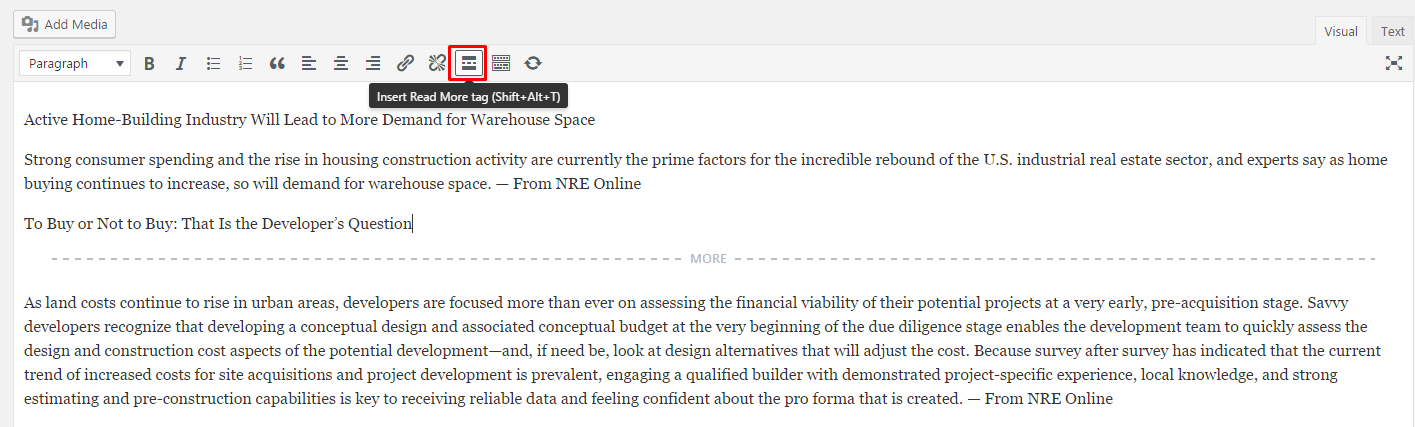 Add Media
Visual Text
Paragraph B I
Insert Read More tag (Shift+Alt+T)
Active Home-Building Industry Will Lead to More Demand for Warehouse Space
Strong consumer spending and the rise in housing construction activity are currently the prime factors for the incredible rebound of the U.S. industrial real estate sector, and experts say as home
buying continues to increase, so will demand for warehouse space. — From NRE Online
To Buy or Not to Buy: That Is the Developer’s Question
MORE
As land costs continue to rise in urban areas, developers are focused more than ever on assessing the financial viability of their potential projects at a very early, pre-acquisition stage. Savvy
developers recognize that developing a conceptual design and associated conceptual budget at the very beginning of the due diligence stage enables the development team to quickly assess the
design and construction cost aspects of the potential development—and, if need be, look at design alternatives that will adjust the cost. Because survey after survey has indicated that the current
trend of increased costs for site acquisitions and project development is prevalent, engaging a qualified builder with demonstrated project-specific experience, local knowledge, and strong
estimating and pre-construction capabilities is key to receiving reliable data and feeling confident about the pro forma that is created. — From NRE Online